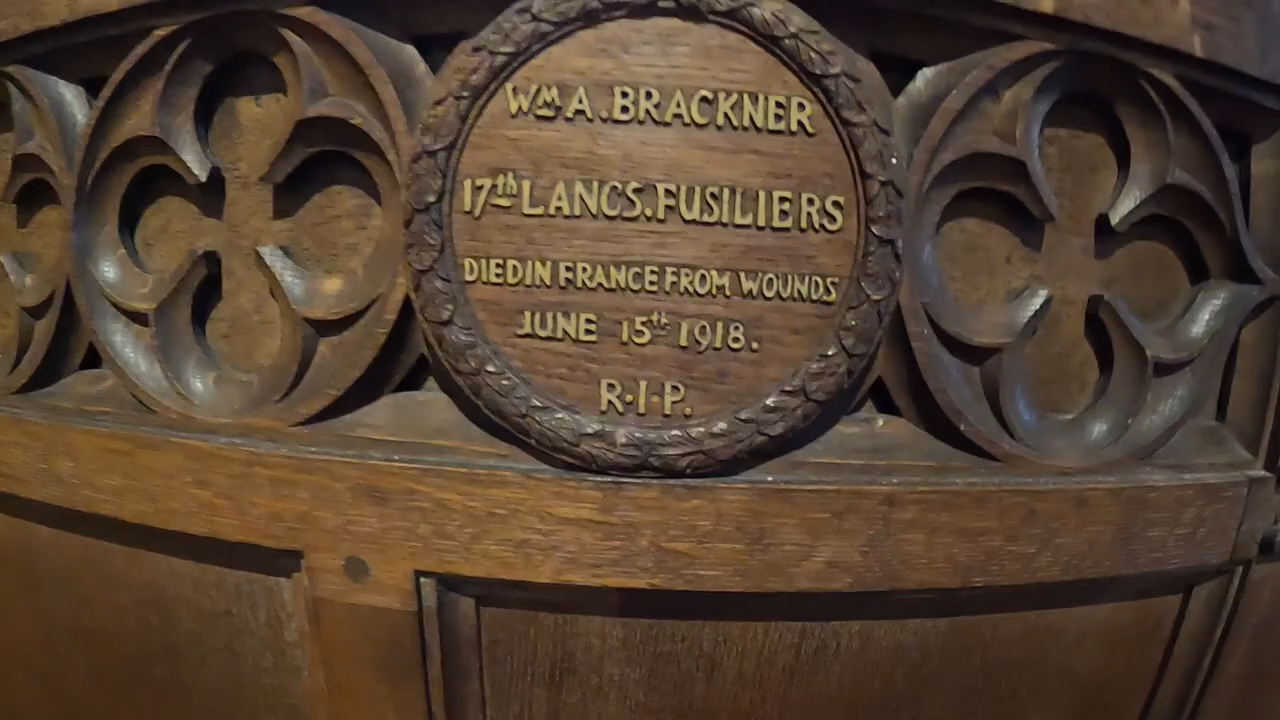 Wm A. BRACKNER
17th LANCS. FUSILIERS
DIED IN FRANCE FROM WOUNDS
JUNE 15th 1918.
R·I·P.